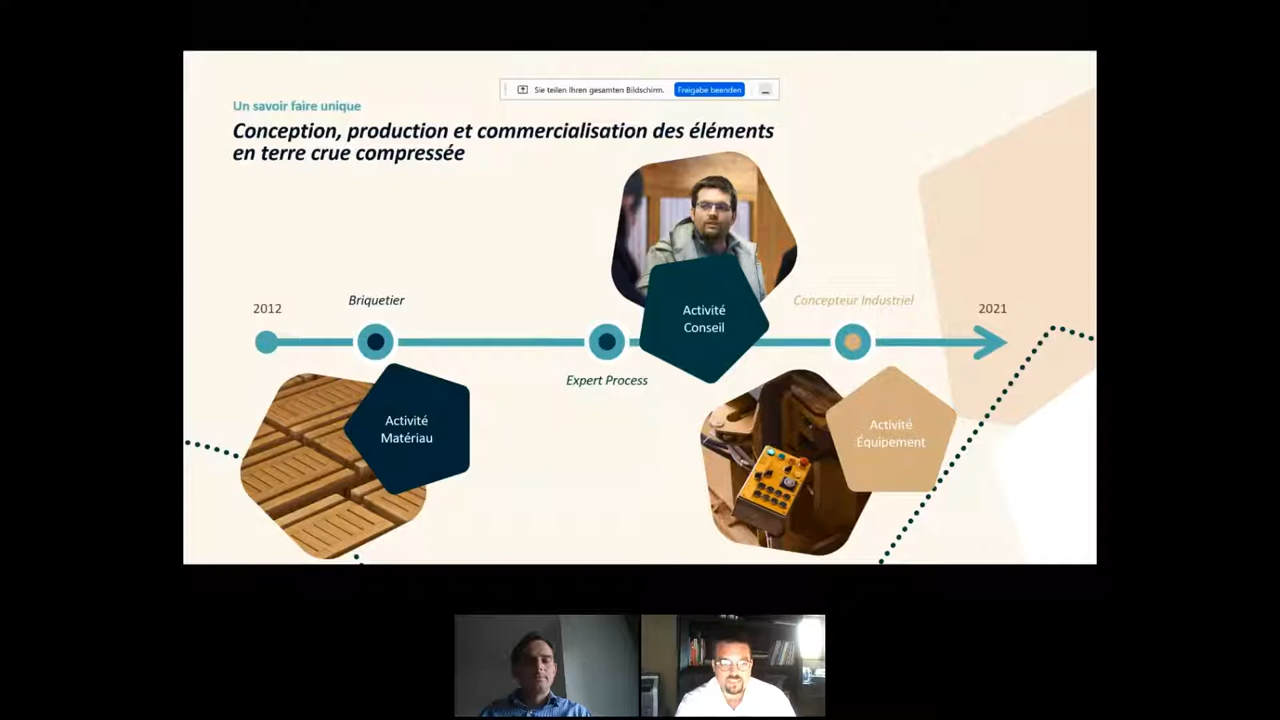 Sie teilen Ihren gesamten Bildschirm. Freigabe beenden
Un savoir faire unique
Conception, production et commercialisation des éléments
en terre crue compressée
2012
Briquetier
Activité
Matériau
Expert Process
Activité
Conseil
Concepteur Industriel
Activité
Équipement
2021